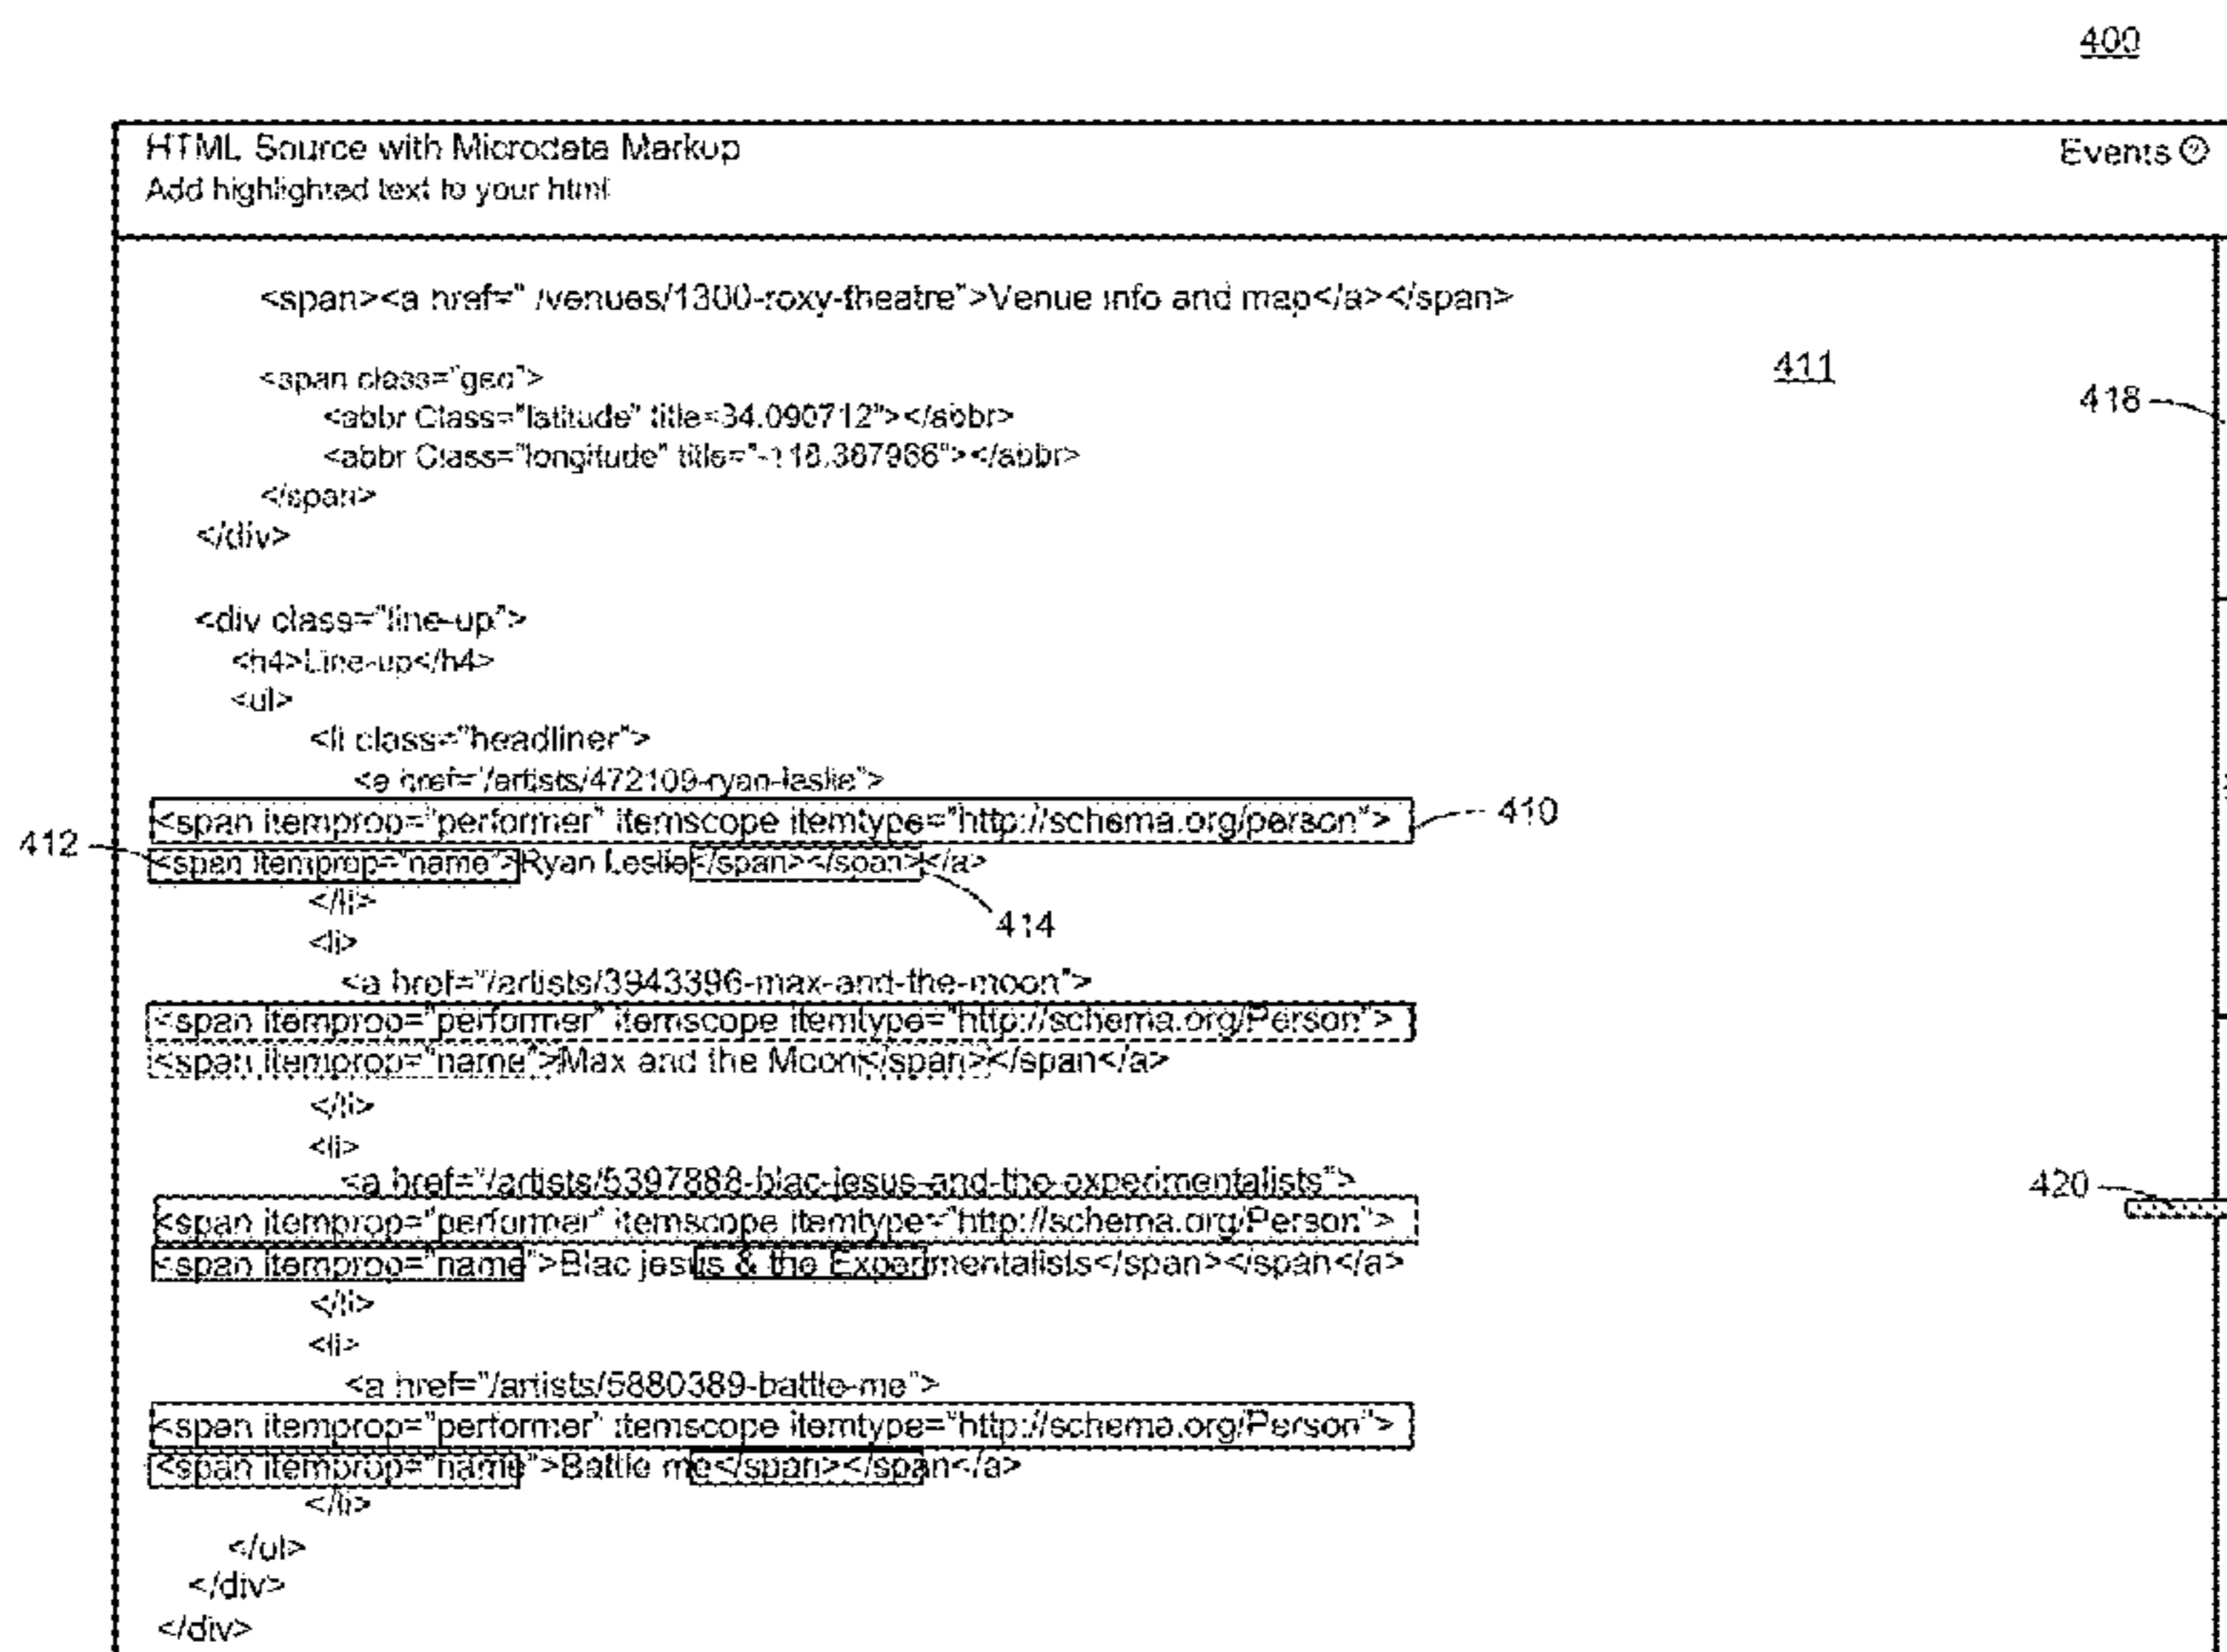 400
HTML Source with Microdata Markup
Events ?
Add highlighted text to your html
<span><a href=" /venues/1300-roxy-theatre">Venue info and map</a></span>
411
<span class="geo">
418
<abbr Class="latitude" title=34.090712"></abbr>
<abbr Class="longitude" title="-118.387966"></abbr>
</span>
</div>
<div class="line-up">
<h4>Line-up</h4>
<ul>
<li class="headliner">
<a href='/artists/472109-ryan-leslie">
<span itemprop="performer" itemscope itemtype="http://schema.org/person">
410
412
<span itemprop="name">Ryan Leslie</span></span></a>
</li>
414
<li>
<a href="/artists/3943396-max-and-the-moon">
<span itemprop="performer" itemscope itemtype="http://schema.org/Person">
<span itemprop="name">Max and the Moon</span></span</a>
</li>
<li>
<a href="/artists/5397888-blac-jesus-and-the-experimentalists">
420
<span itemprop="performer" itemscope itemtype="http://schema.org/Person">
<span itemprop="name">Blac jesus & the Experimentalists</span></span</a>
</li>
<li>
<a href="/artists/5880389-battle-me">
<span itemprop="performer" itemscope itemtype="http://schema.org/Person">
<span itemprop="name">Battle me</span></span</a>
</li>
</ul>
</div>
</div>